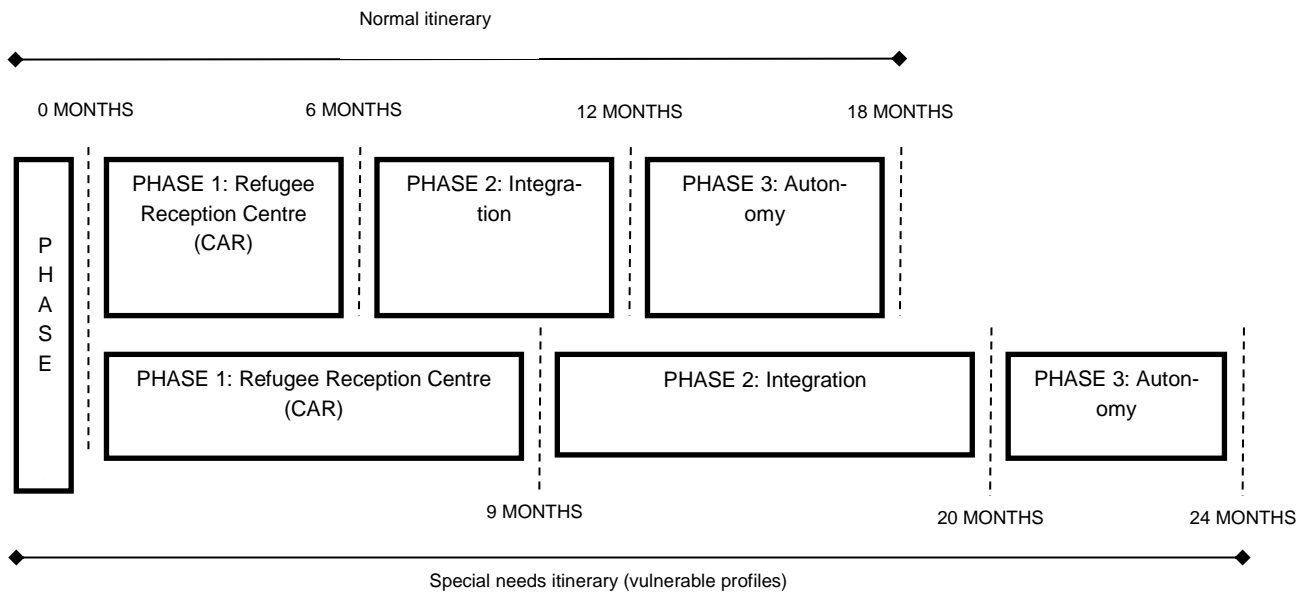 Normal itinerary
0 MONTHS
6 MONTHS
12 MONTHS
18 MONTHS
P
H
A
S
E
PHASE 1: Refugee
Reception Centre
(CAR)
PHASE 2: Integra-
tion
PHASE 3: Auton-
omy
PHASE 1: Refugee Reception Centre
(CAR)
PHASE 2: Integration
PHASE 3: Auton-
omy
9 MONTHS
20 MONTHS
24 MONTHS
Special needs itinerary (vulnerable profiles)